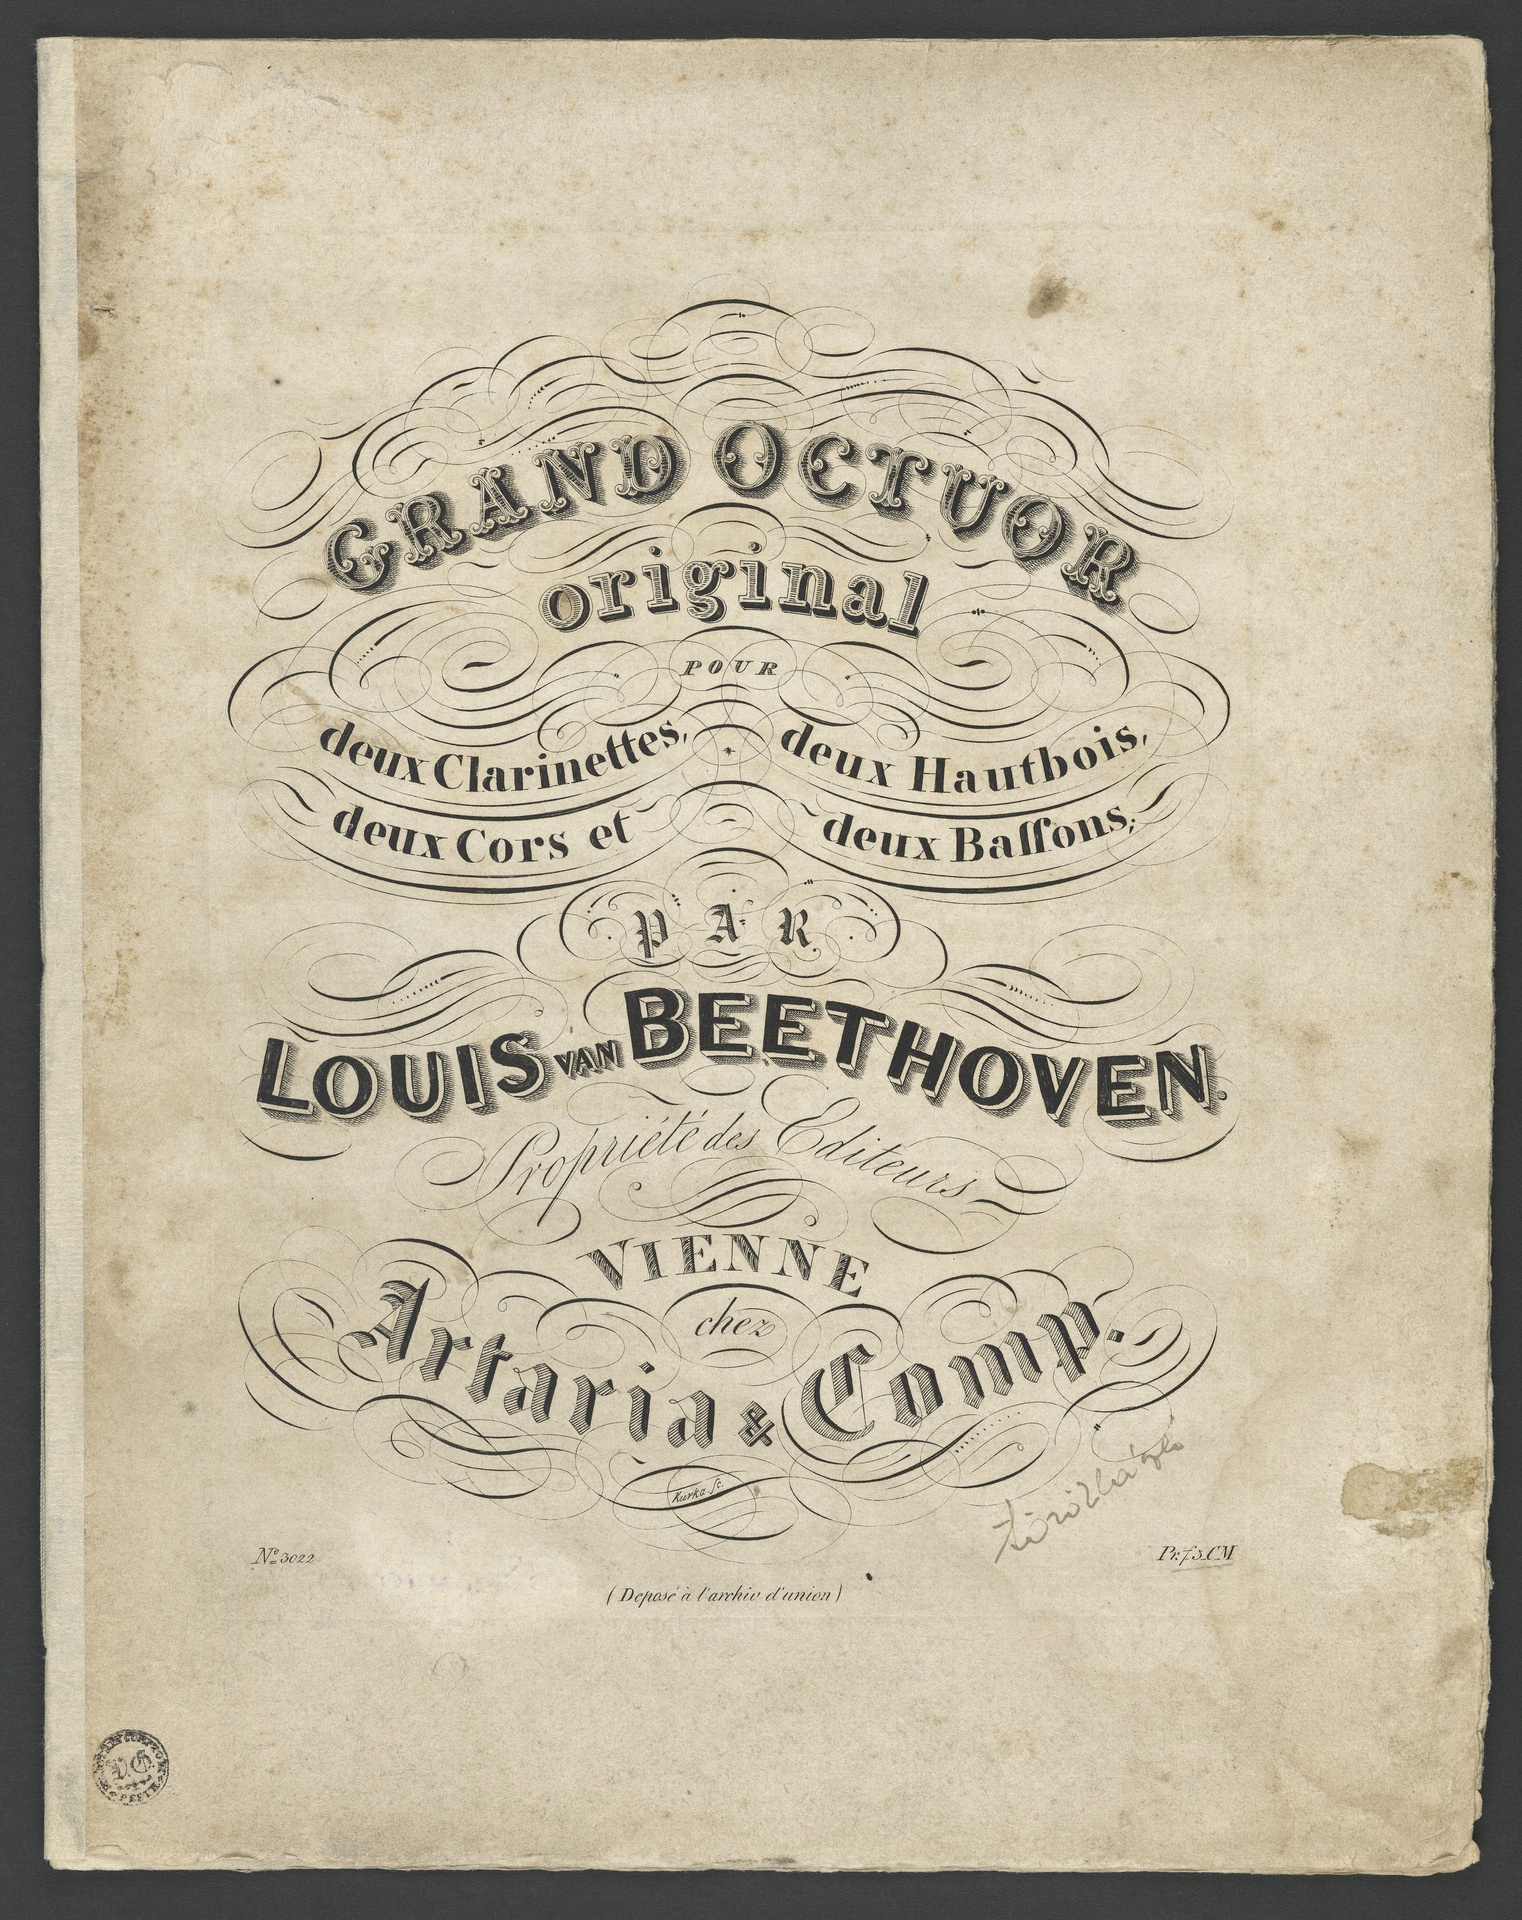 GRAND OCTUOR
original
POUR
deux Clarinettes, deux Hautbois,
deux Cors et deux Baſſons;
PAR
LOUIS VAN BEETHOVEN.
Propriété des Editeurs
VIENNE
chez
Artaria & Comp.
Kurka Sc.
No. 3022
Pr. f 3 CM
(Deposé à l'archiv d'union)
V.G.